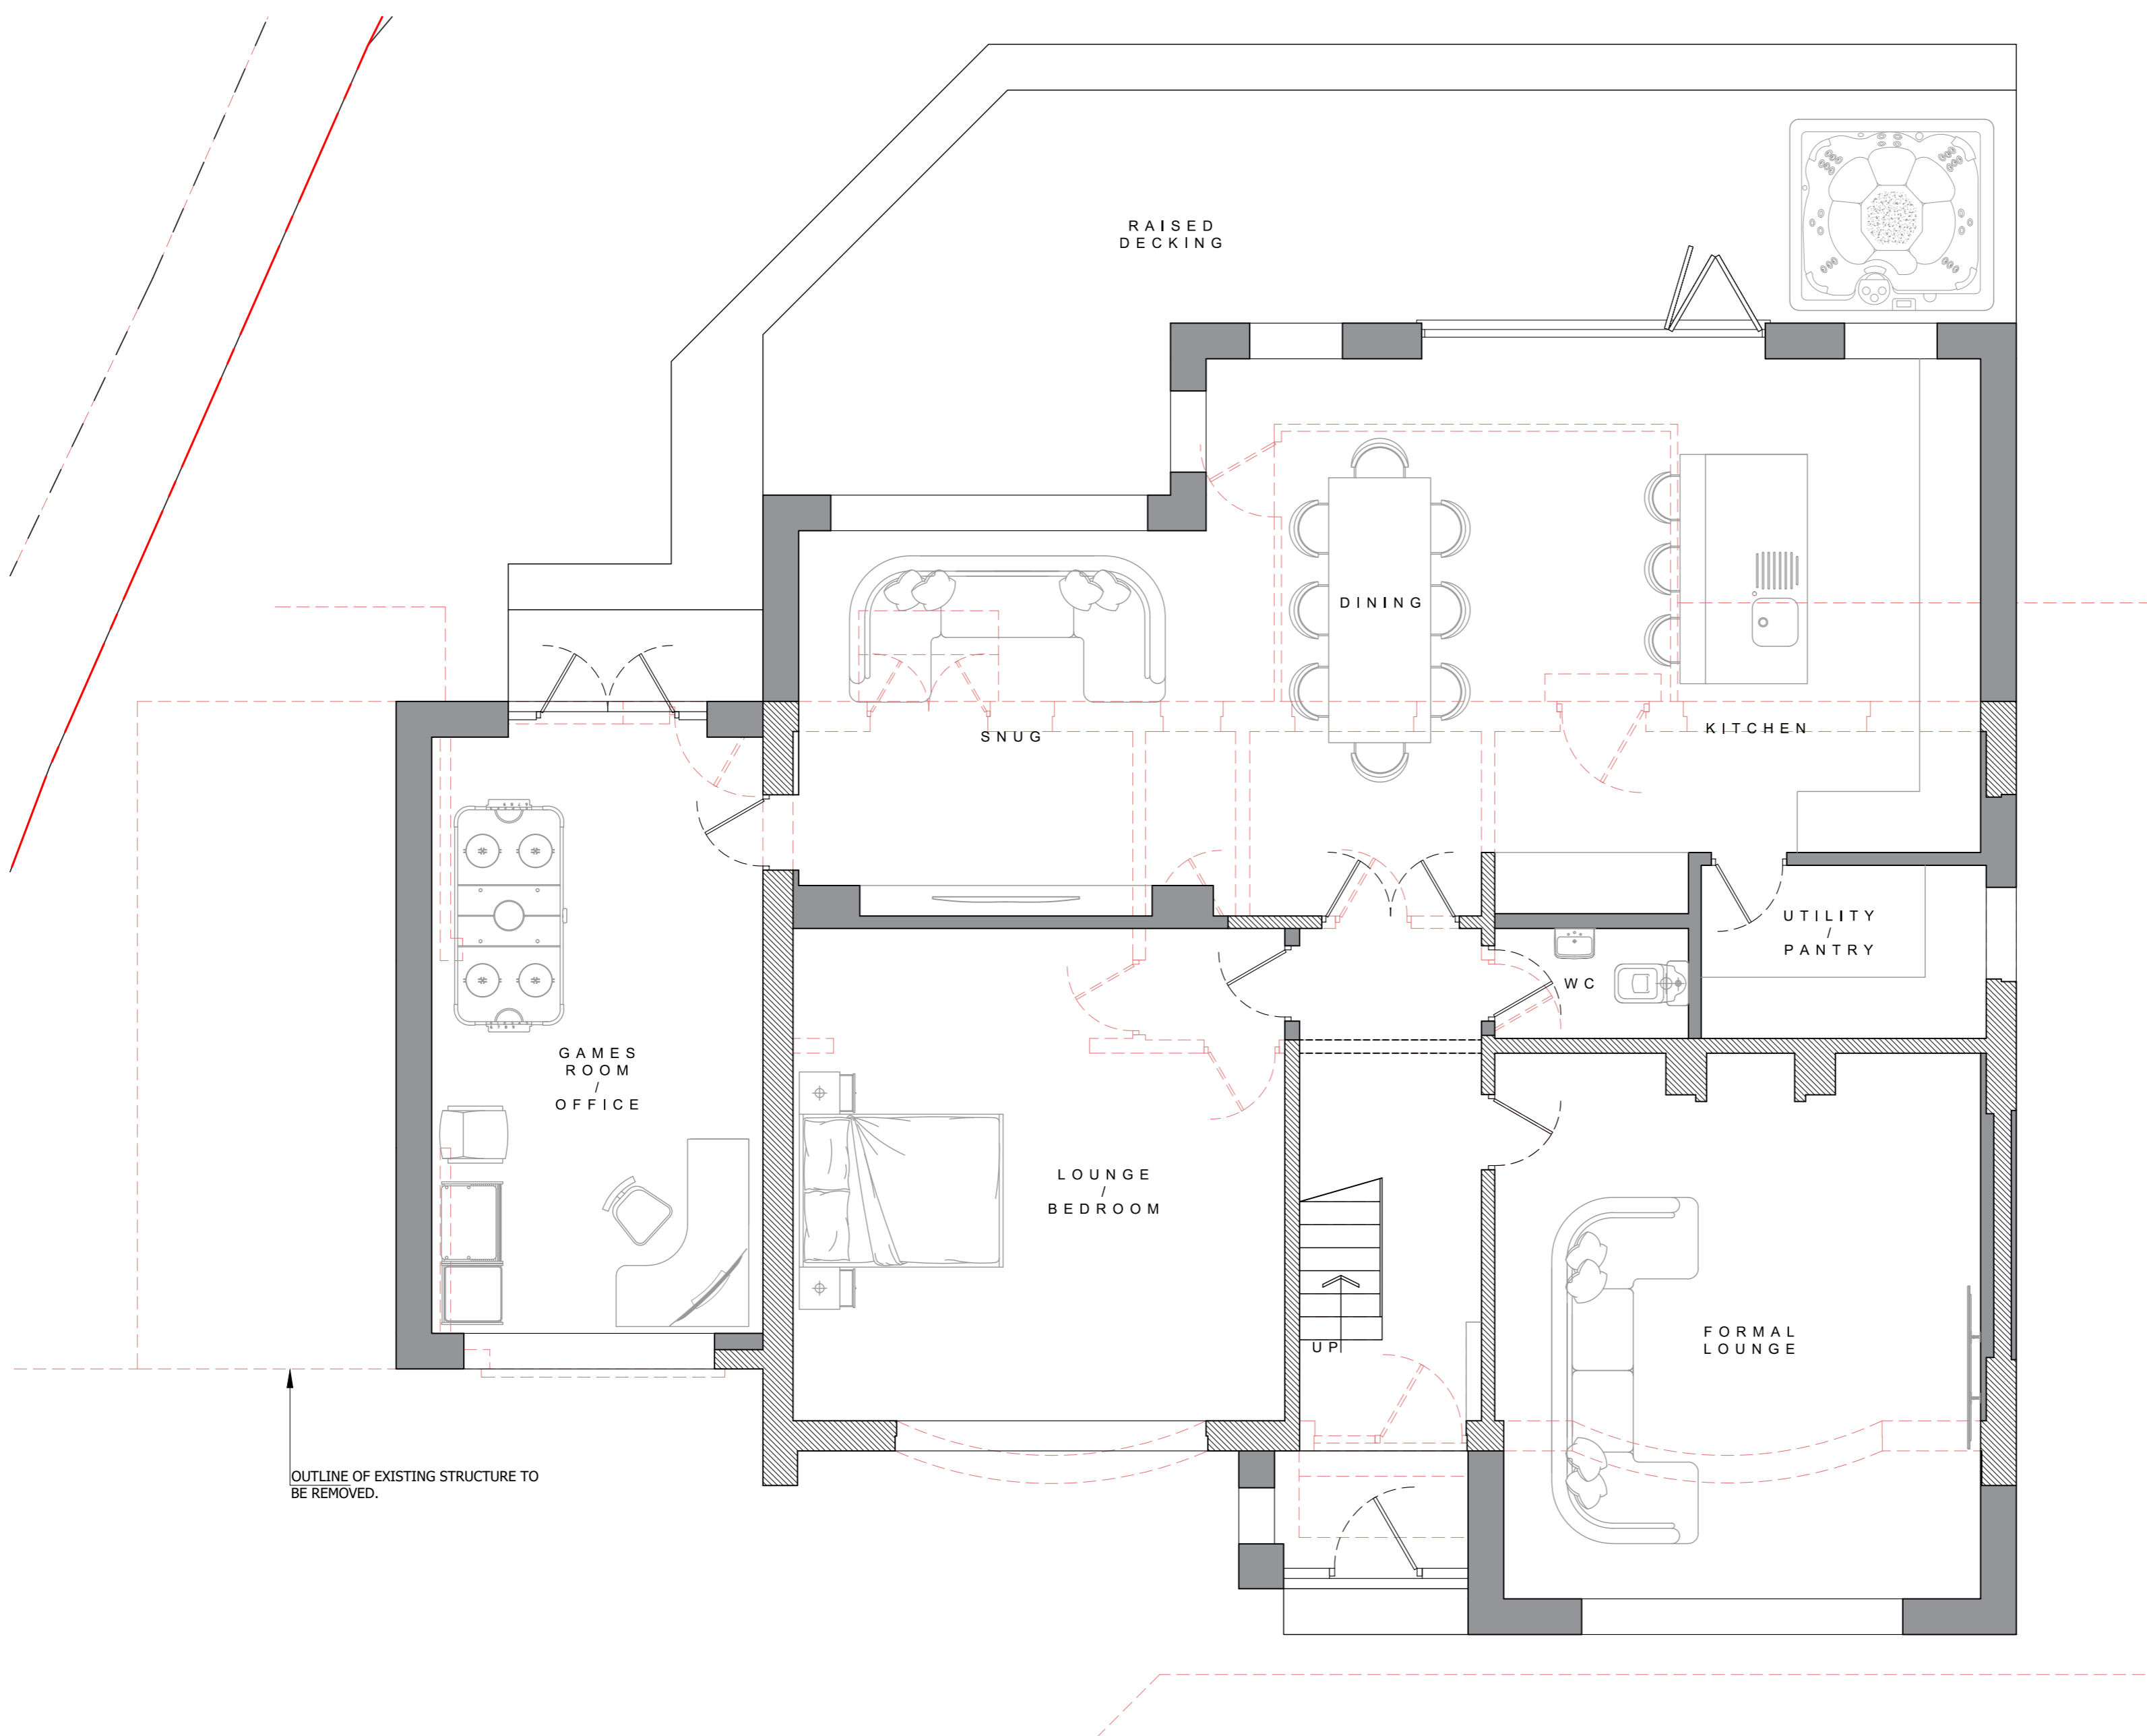 RAISED
DECKING
DINING
SNUG
KITCHEN
UTILITY
/
PANTRY
WC
GAMES
ROOM
/
OFFICE
LOUNGE
/
BEDROOM
UP
FORMAL
LOUNGE
OUTLINE OF EXISTING STRUCTURE TO
BE REMOVED.